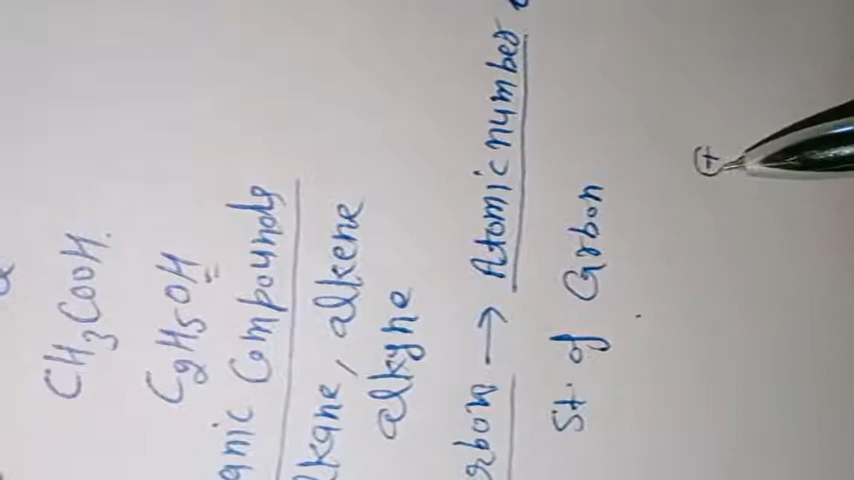 CH3COOH.
C2H5OH
anic Compounds
lkane, alkene
alkyne
rbon → Atomic number
St. of Carbon
+